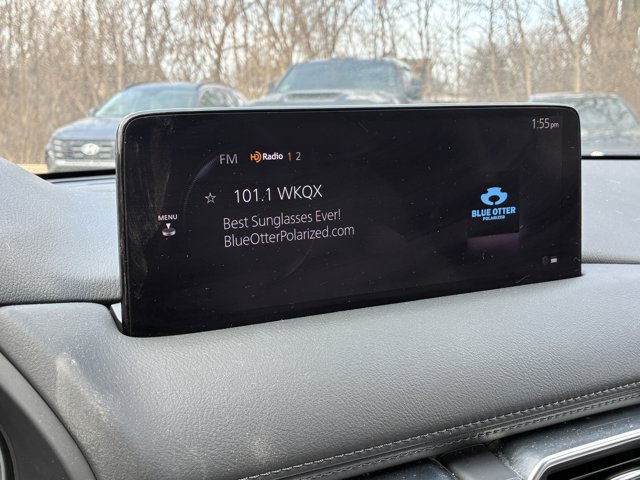 1:55pm
FM HD Radio 1 2
101.1 WKQX
MENU
Best Sunglasses Ever!
BlueOtterPolarized.com
BLUE OTTER
POLARIZED